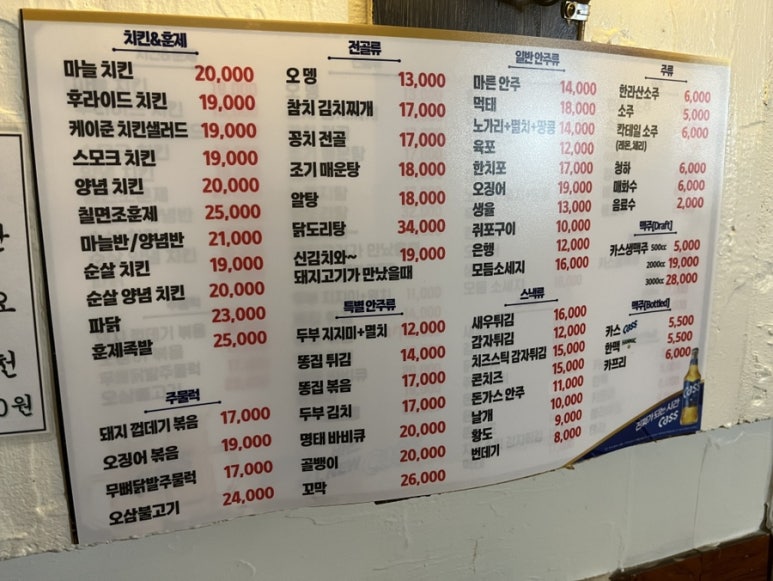 치킨&훈제
마늘 치킨 20,000
후라이드 치킨 19,000
케이준 치킨샐러드 19,000
스모크 치킨 19,000
양념 치킨 20,000
칠면조훈제 25,000
마늘반/양념반 21,000
순살 치킨 19,000
순살 양념 치킨 20,000
파닭 23,000
훈제족발 25,000
주물럭
돼지 껍데기 볶음 17,000
오징어 볶음 19,000
무뼈닭발주물럭 17,000
오삼불고기 24,000
전골류
오뎅 13,000
참치 김치찌개 17,000
꽁치 전골 17,000
조기 매운탕 18,000
알탕 18,000
닭도리탕 34,000
신김치와~ 19,000
돼지고기가 만났을때
특별 안주류
두부 지지미+멸치 12,000
똥집 튀김 14,000
똥집 볶음 17,000
두부 김치 17,000
명태 바비큐 20,000
골뱅이 20,000
꼬막 26,000
일반 안주류
마른 안주 14,000
먹태 18,000
노가리+멸치+땅콩 14,000
육포 12,000
한치포 17,000
오징어 19,000
생율 13,000
쥐포구이 10,000
은행 12,000
모듬소세지 16,000
스낵류
새우튀김 16,000
감자튀김 12,000
치즈스틱 감자튀김 15,000
콘치즈 15,000
돈가스 안주 11,000
날개 10,000
황도 9,000
번데기 8,000
주류
한라산소주 6,000
소주 5,000
칵테일 소주 6,000
(레몬, 체리)
청하 6,000
매화수 6,000
음료수 2,000
맥주(Draft)
카스생맥주 500cc 5,000
2000cc 19,000
3000cc 28,000
맥주(Bottled)
카스 Cass 5,500
한맥 5,500
카프리 6,000
진짜가 되는 시간
Cass
천
0원